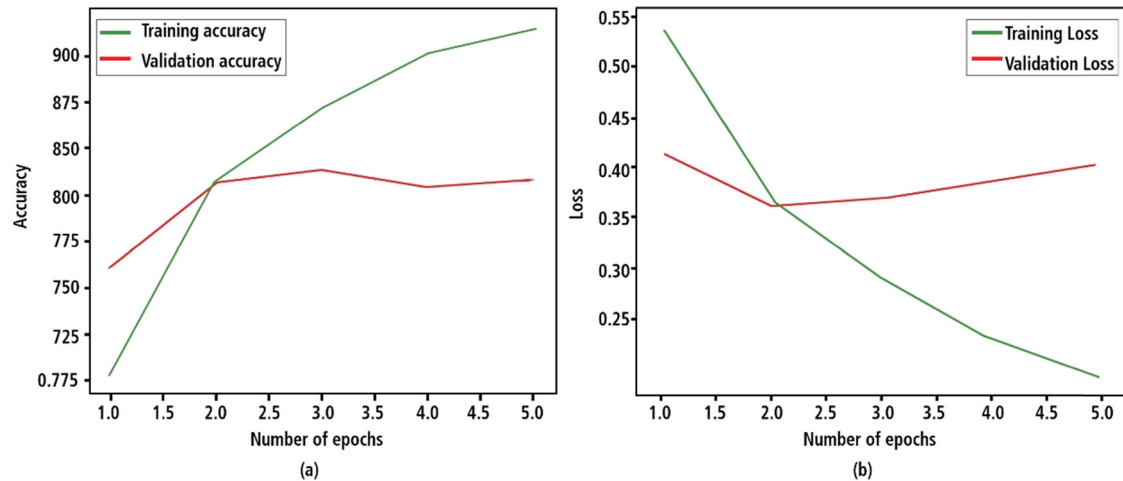 Training accuracy
Validation accuracy
900
875
850
800
775
750
725
0.775
Accuracy
1.0 1.5 2.0 2.5 3.0 3.5 4.0 4.5 5.0
Number of epochs
(a)
Training Loss
Validation Loss
0.55
0.50
0.45
0.40
0.35
0.30
0.25
Loss
1.0 1.5 2.0 2.5 3.0 3.5 4.0 4.5 5.0
Number of epochs
(b)